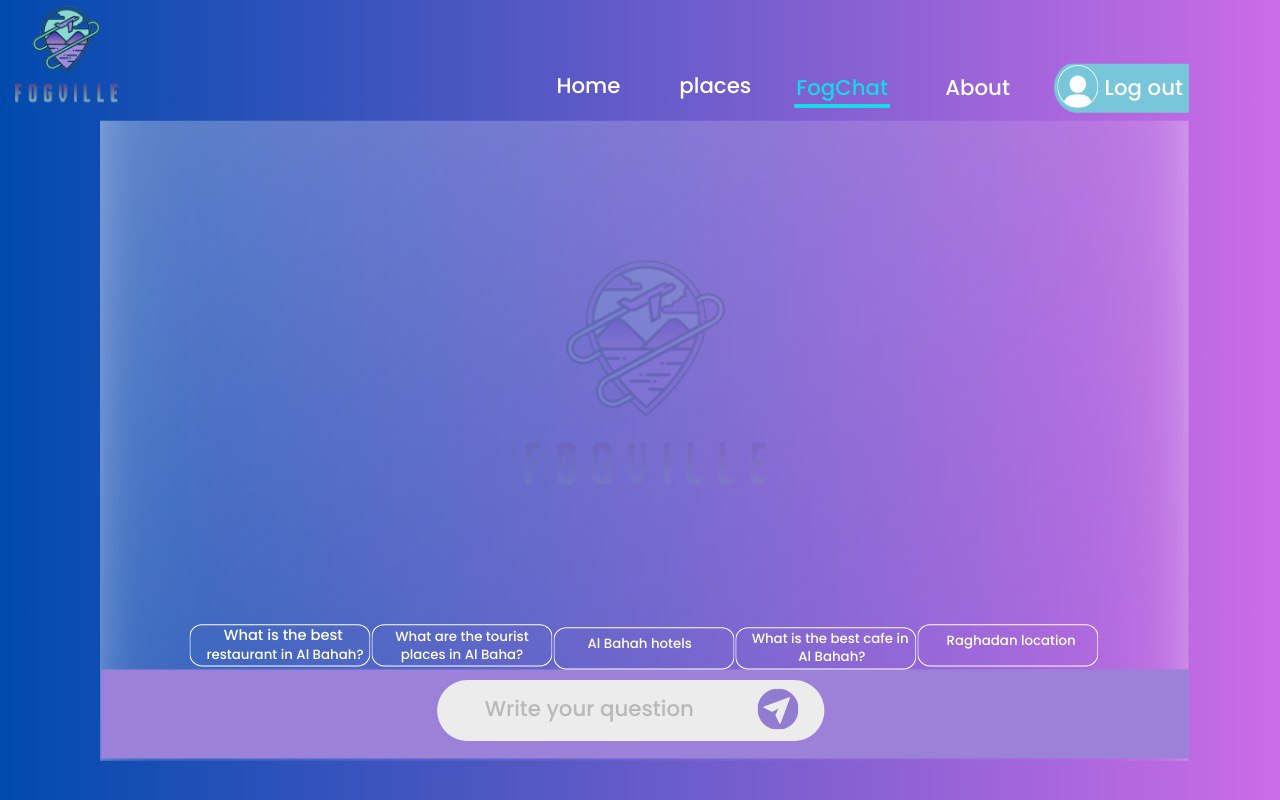 FOGVILLE
Home
places
FogChat
About
Log out
FOGVILLE
What is the best
restaurant in Al Bahah?
What are the tourist
places in Al Baha?
Al Bahah hotels
What is the best cafe in
Al Bahah?
Raghadan location
Write your question